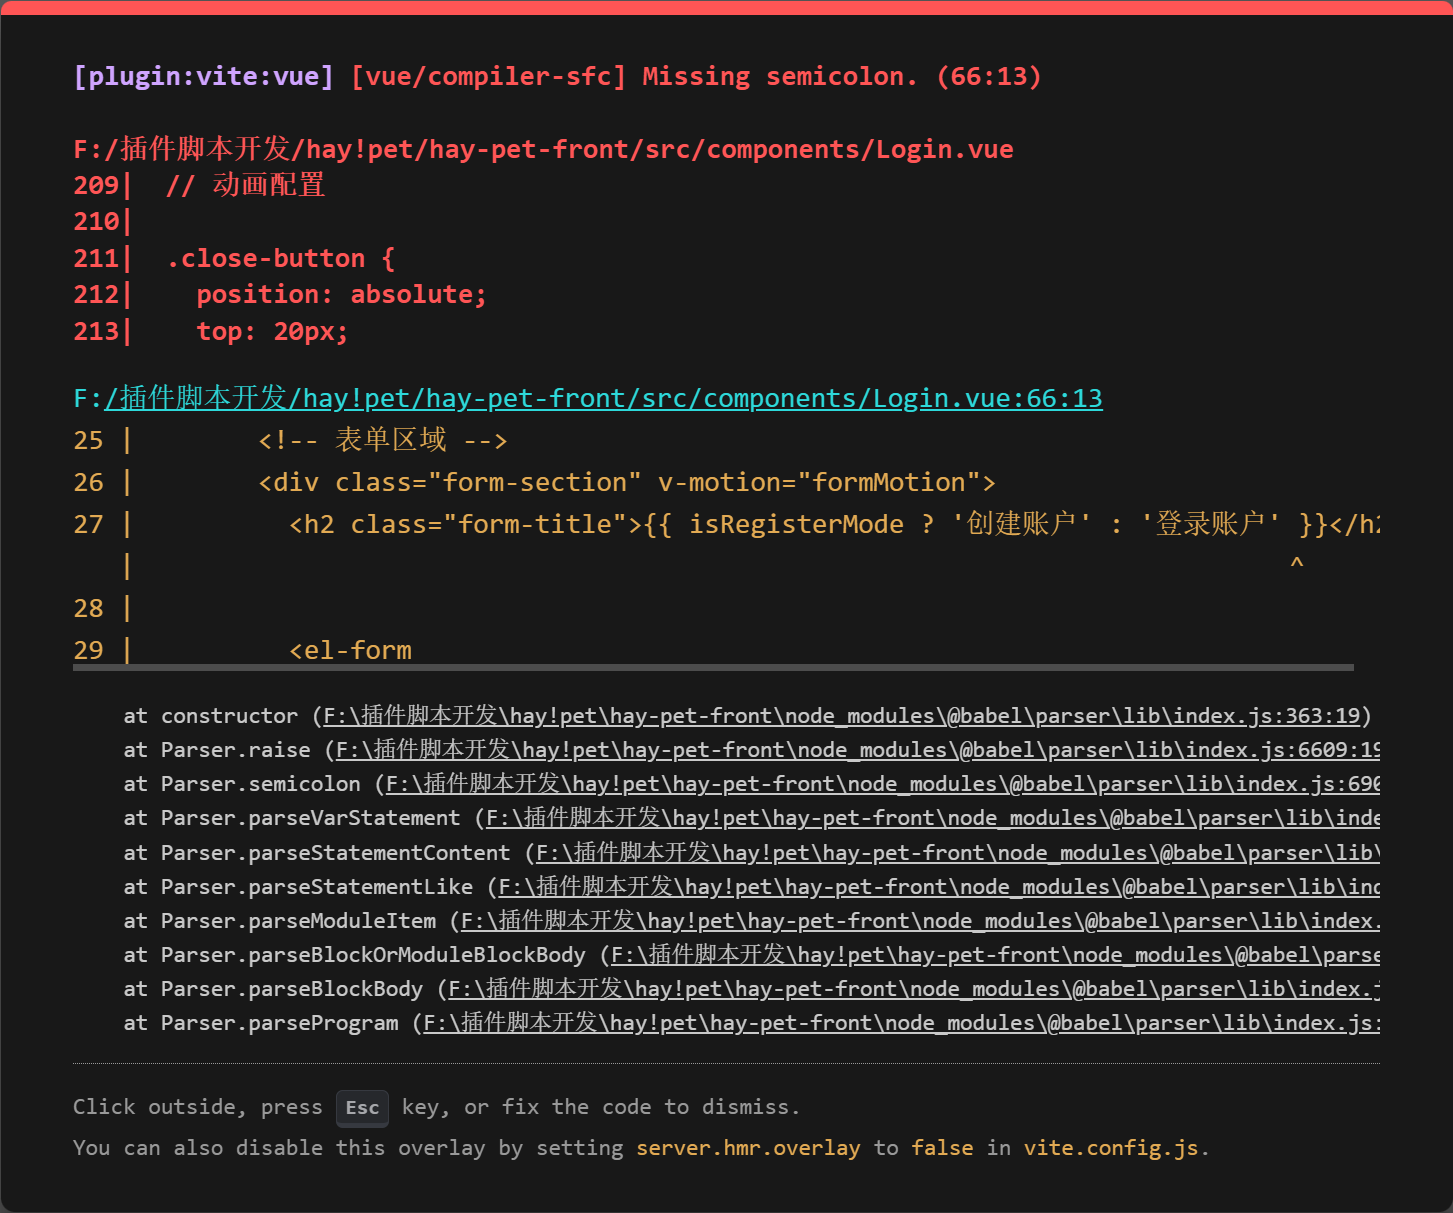 [plugin:vite:vue] [vue/compiler-sfc] Missing semicolon. (66:13)
F:/插件脚本开发/hay!pet/hay-pet-front/src/components/Login.vue
209|  // 动画配置
210|
211|  .close-button {
212|    position: absolute;
213|    top: 20px;
F:/插件脚本开发/hay!pet/hay-pet-front/src/components/Login.vue:66:13
25 |        <!-- 表单区域 -->
26 |        <div class="form-section" v-motion="formMotion">
27 |          <h2 class="form-title">{{ isRegisterMode ? '创建账户' : '登录账户' }}</h2
|                                                                           ^
28 |
29 |          <el-form
at constructor (F:\插件脚本开发\hay!pet\hay-pet-front\node_modules\@babel\parser\lib\index.js:363:19)
at Parser.raise (F:\插件脚本开发\hay!pet\hay-pet-front\node_modules\@babel\parser\lib\index.js:6609:19
at Parser.semicolon (F:\插件脚本开发\hay!pet\hay-pet-front\node_modules\@babel\parser\lib\index.js:690
at Parser.parseVarStatement (F:\插件脚本开发\hay!pet\hay-pet-front\node_modules\@babel\parser\lib\inde
at Parser.parseStatementContent (F:\插件脚本开发\hay!pet\hay-pet-front\node_modules\@babel\parser\lib\
at Parser.parseStatementLike (F:\插件脚本开发\hay!pet\hay-pet-front\node_modules\@babel\parser\lib\ind
at Parser.parseModuleItem (F:\插件脚本开发\hay!pet\hay-pet-front\node_modules\@babel\parser\lib\index.
at Parser.parseBlockOrModuleBlockBody (F:\插件脚本开发\hay!pet\hay-pet-front\node_modules\@babel\parse
at Parser.parseBlockBody (F:\插件脚本开发\hay!pet\hay-pet-front\node_modules\@babel\parser\lib\index.j
at Parser.parseProgram (F:\插件脚本开发\hay!pet\hay-pet-front\node_modules\@babel\parser\lib\index.js:
Click outside, press Esc key, or fix the code to dismiss.
You can also disable this overlay by setting server.hmr.overlay to false in vite.config.js.